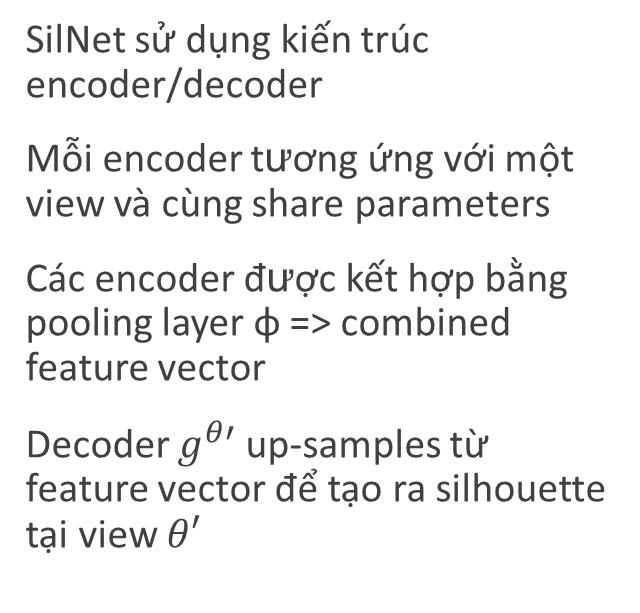 SilNet sử dụng kiến trúc
encoder/decoder
Mỗi encoder tương ứng với một
view và cùng share parameters
Các encoder được kết hợp bằng
pooling layer ф => combined
feature vector
Decoder g^θ′ up-samples từ
feature vector để tạo ra silhouette
tại view θ′